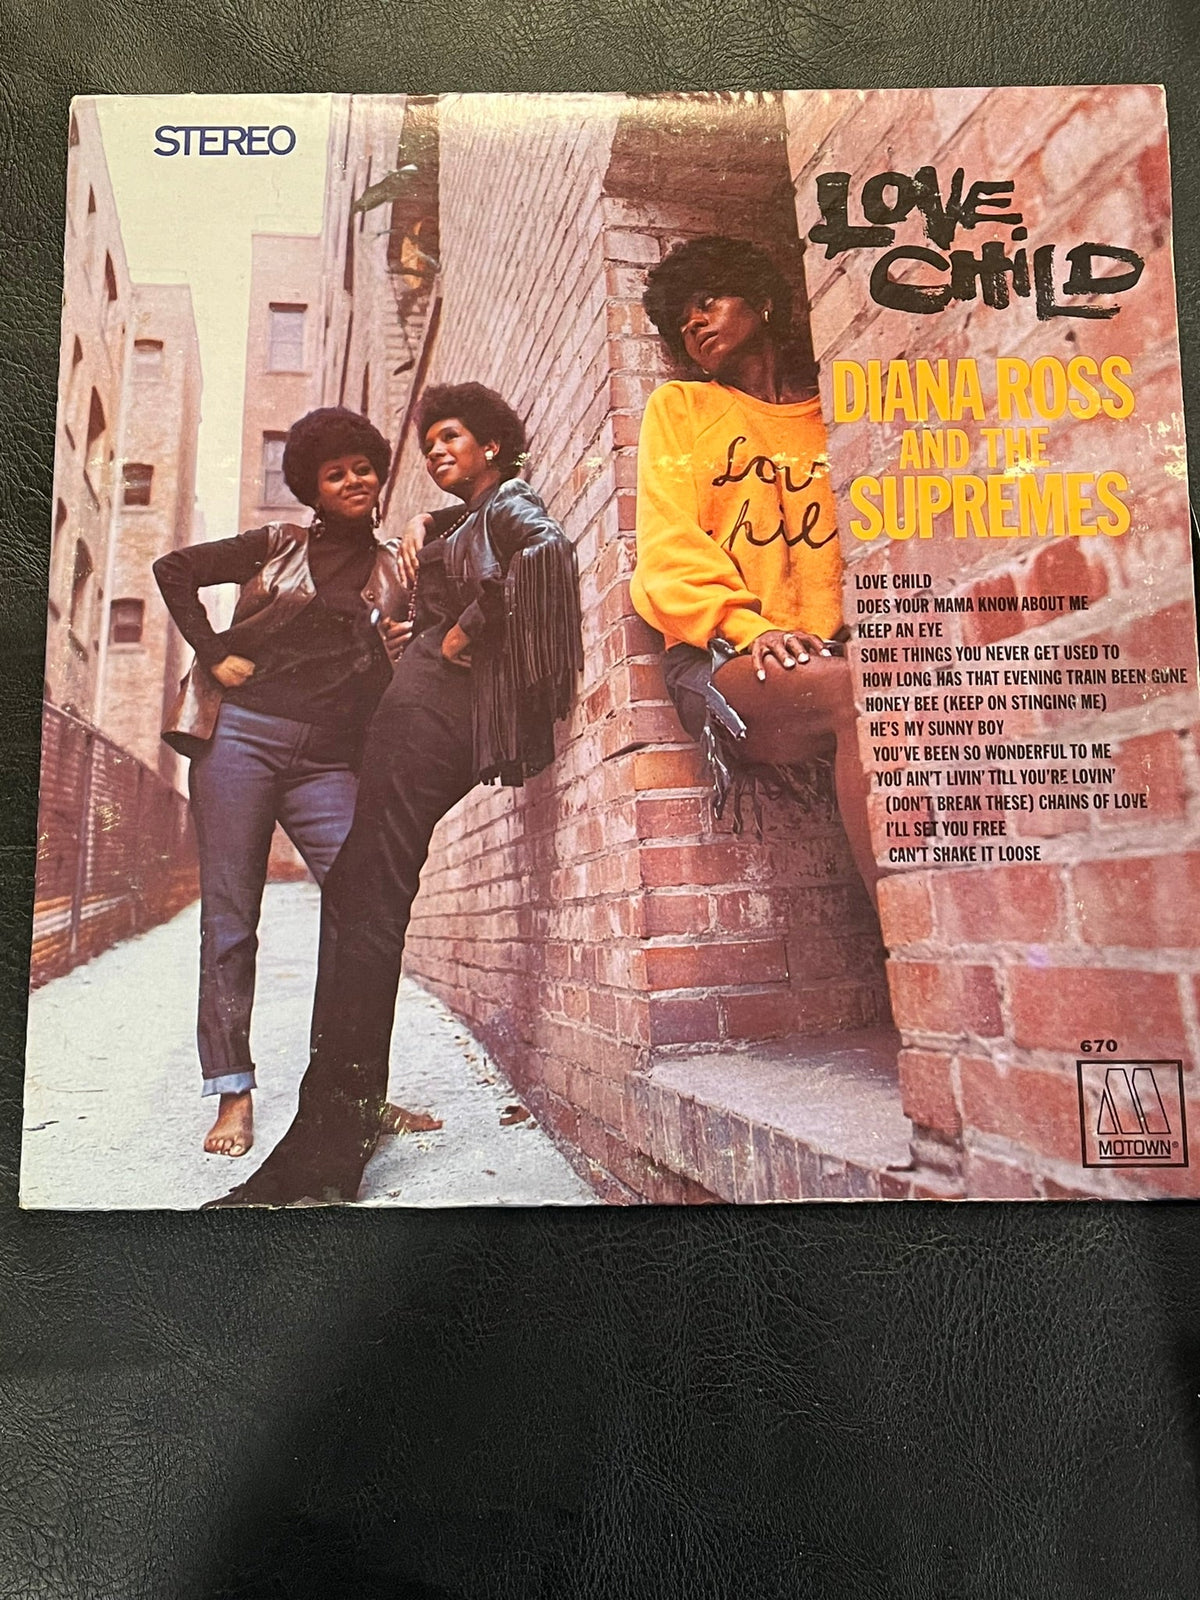 STEREO
LOVE
CHILD
DIANA ROSS
AND THE
SUPREMES
Lov
hil
LOVE CHILD
DOES YOUR MAMA KNOW ABOUT ME
KEEP AN EYE
SOME THINGS YOU NEVER GET USED TO
HOW LONG HAS THAT EVENING TRAIN BEEN GONE
HONEY BEE (KEEP ON STINGING ME)
HE'S MY SUNNY BOY
YOU'VE BEEN SO WONDERFUL TO ME
YOU AIN'T LIVIN' TILL YOU'RE LOVIN'
(DON'T BREAK THESE) CHAINS OF LOVE
I'LL SET YOU FREE
CAN'T SHAKE IT LOOSE
670
M
MOTOWN®